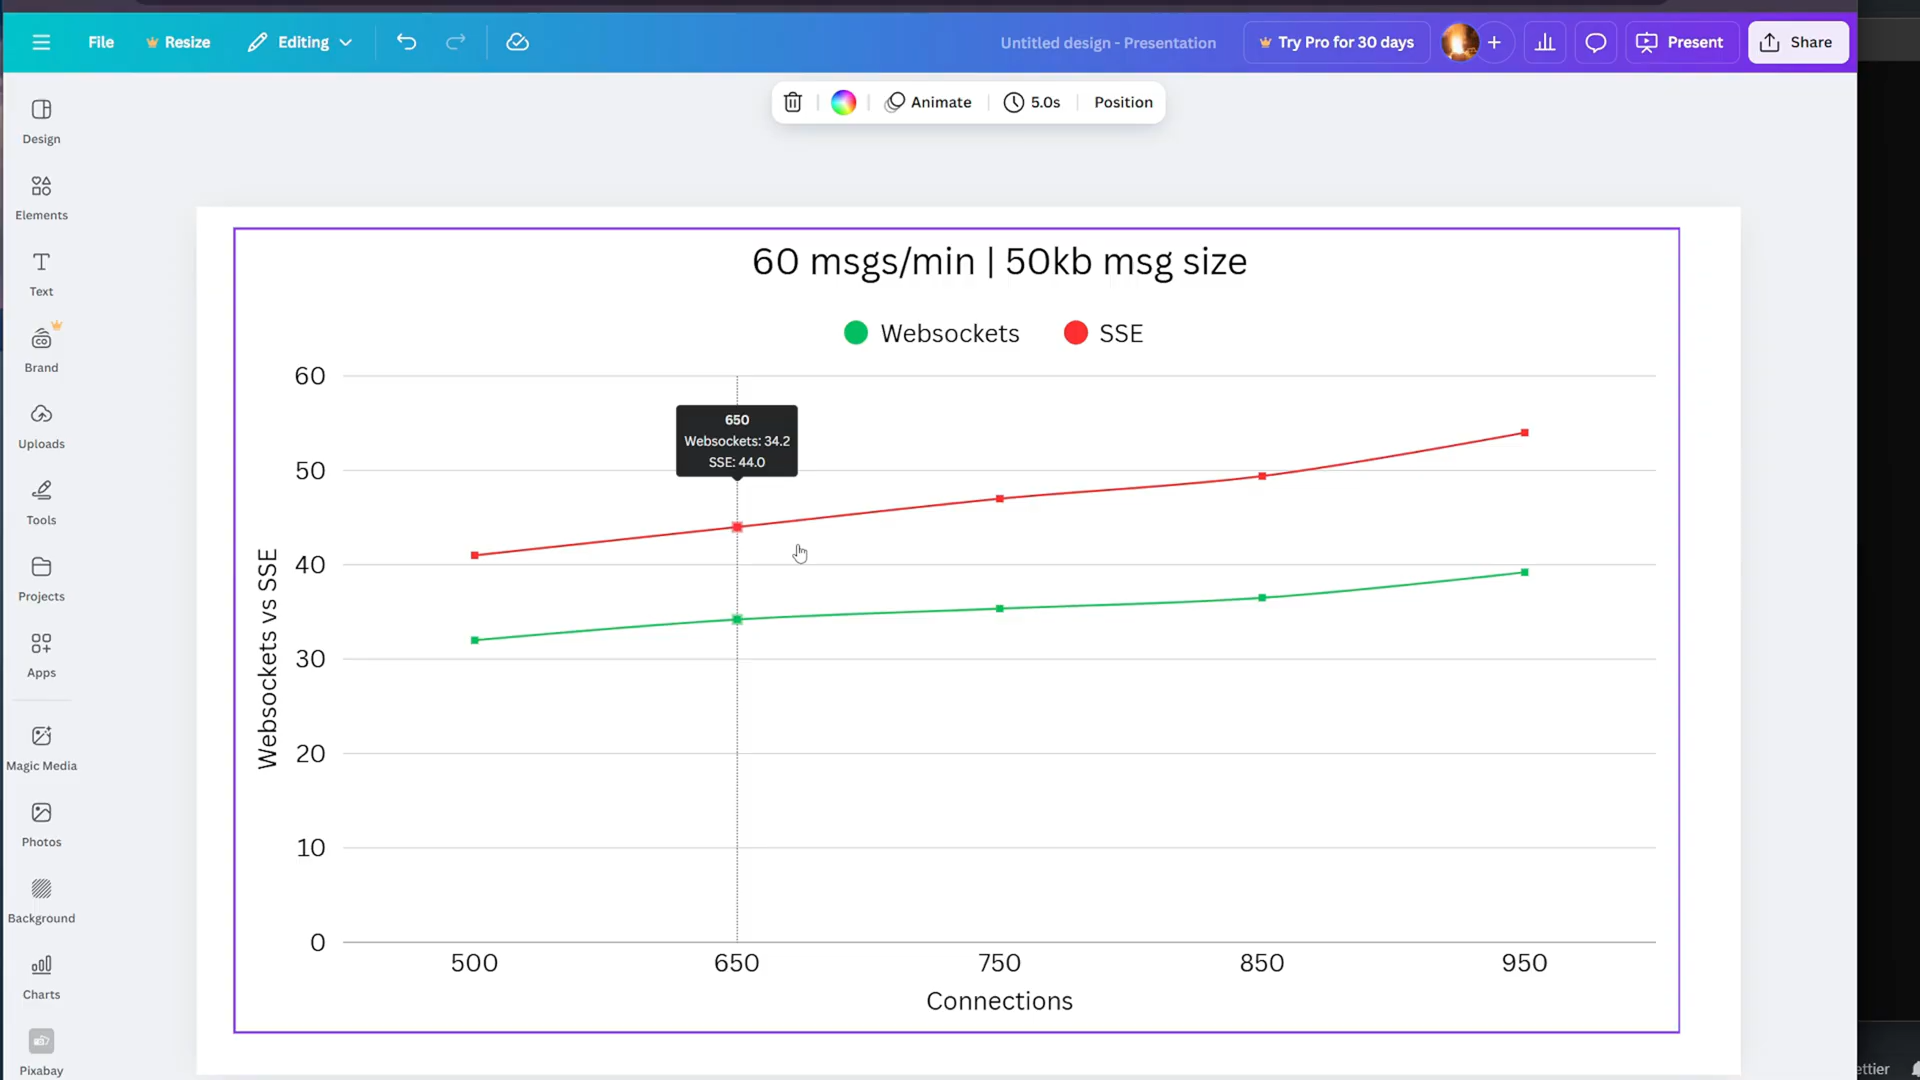 File
Resize
Editing
Untitled design - Presentation
Try Pro for 30 days
Present
Share
Animate
5.0s
Position
Design
Elements
Text
Brand
Uploads
Tools
Projects
Apps
Magic Media
Photos
Background
Charts
Pixabay
60 msgs/min | 50kb msg size
Websockets
SSE
60
50
40
30
20
10
0
Websockets vs SSE
650
Websockets: 34.2
SSE: 44.0
500
650
750
850
950
Connections